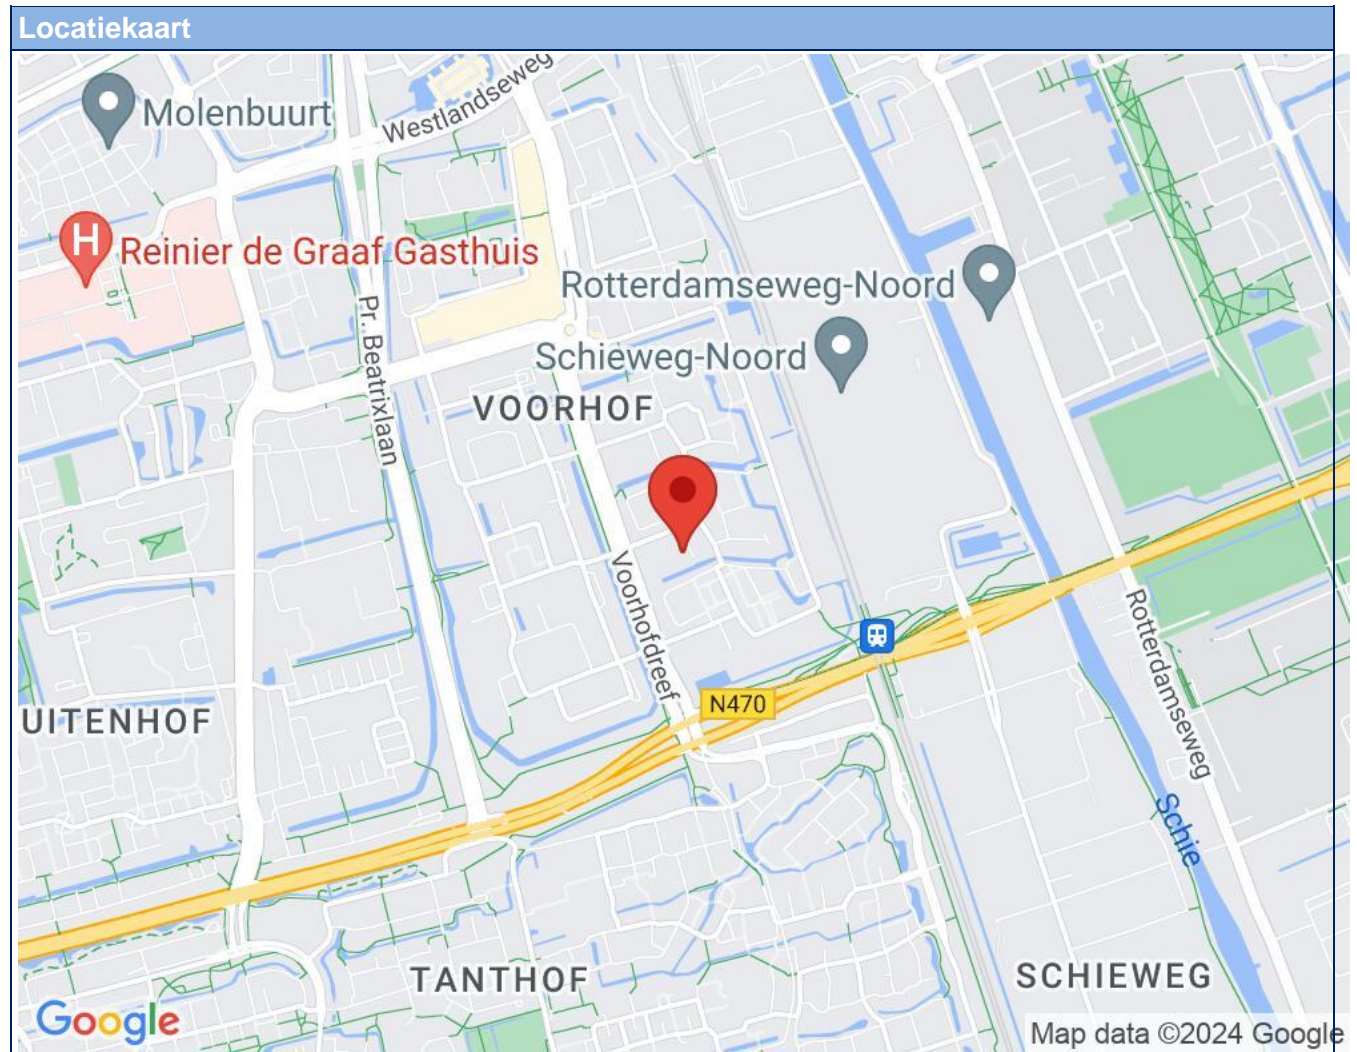 Locatiekaart
Westlandseweg
Molenbuurt
H
Reinier de Graaf Gasthuis
Rotterdamseweg-Noord
Pr. Beatrixlaan
Schieweg-Noord
VOORHOF
Voorhofdreef
Rotterdamseweg
N470
UITENHOF
Schie
TANTHOF
SCHIEWEG
Google
Map data ©2024 Google